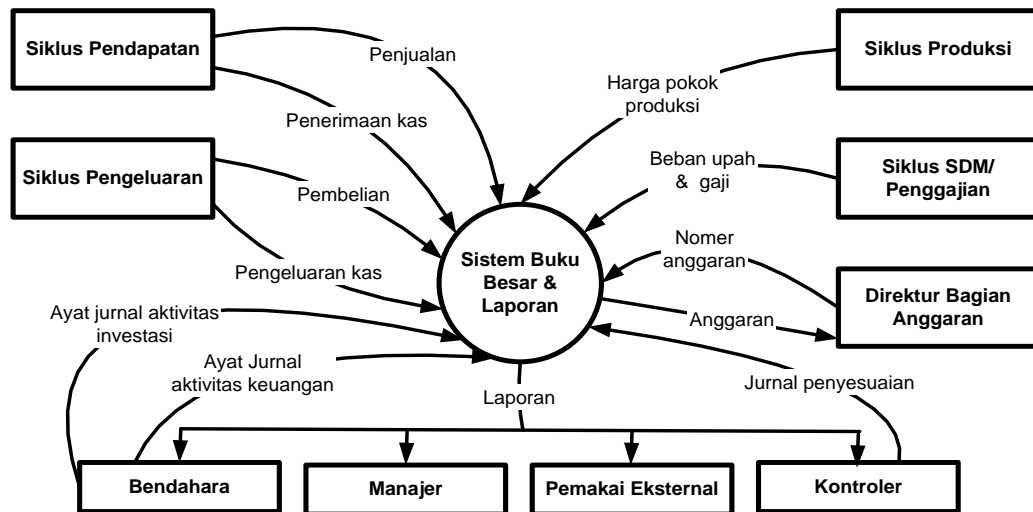 Siklus Pendapatan
Penjualan
Siklus Produksi
Harga pokok
produksi
Penerimaan kas
Siklus Pengeluaran
Pembelian
Beban upah
& gaji
Siklus SDM/
Penggajian
Sistem Buku
Besar &
Laporan
Nomer
anggaran
Pengeluaran kas
Direktur Bagian
Anggaran
Anggaran
Ayat jurnal aktivitas
investasi
Ayat Jurnal
aktivitas keuangan
Laporan
Jurnal penyesuaian
Bendahara
Manajer
Pemakai Eksternal
Kontroler